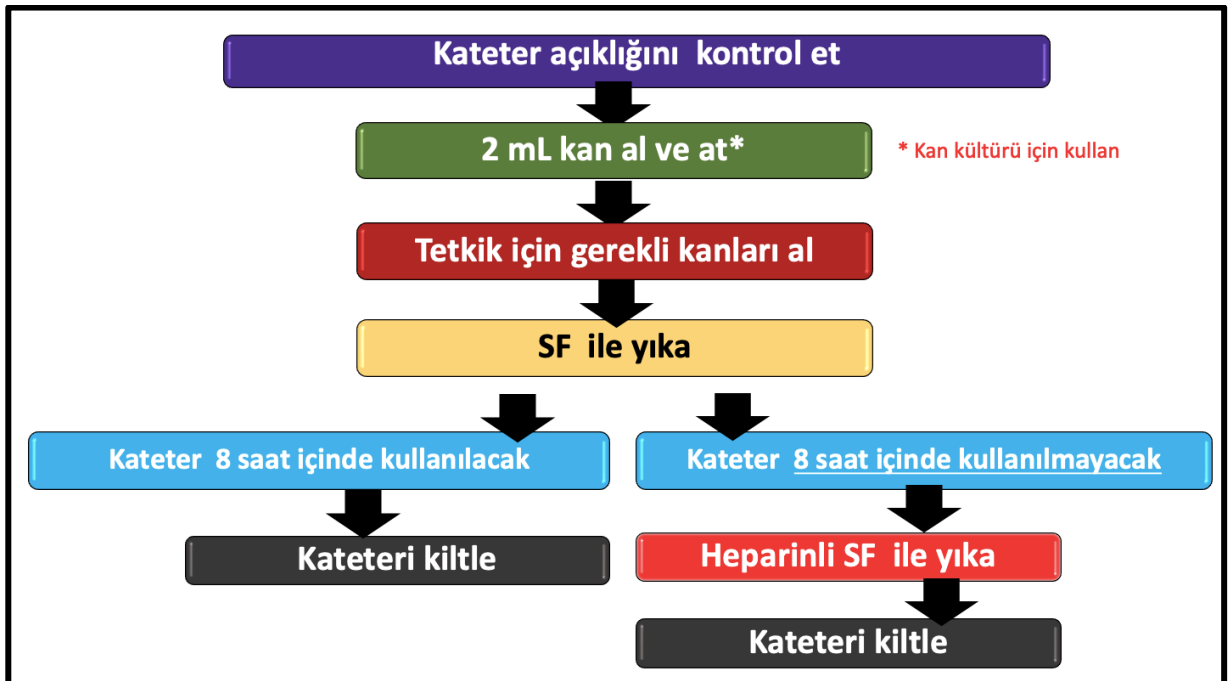 Kateter açıklığını kontrol et
2 mL kan al ve at*
* Kan kültürü için kullan
Tetkik için gerekli kanları al
SF ile yıka
Kateter 8 saat içinde kullanılacak
Kateter 8 saat içinde kullanılmayacak
Kateteri kiltle
Heparinli SF ile yıka
Kateteri kiltle